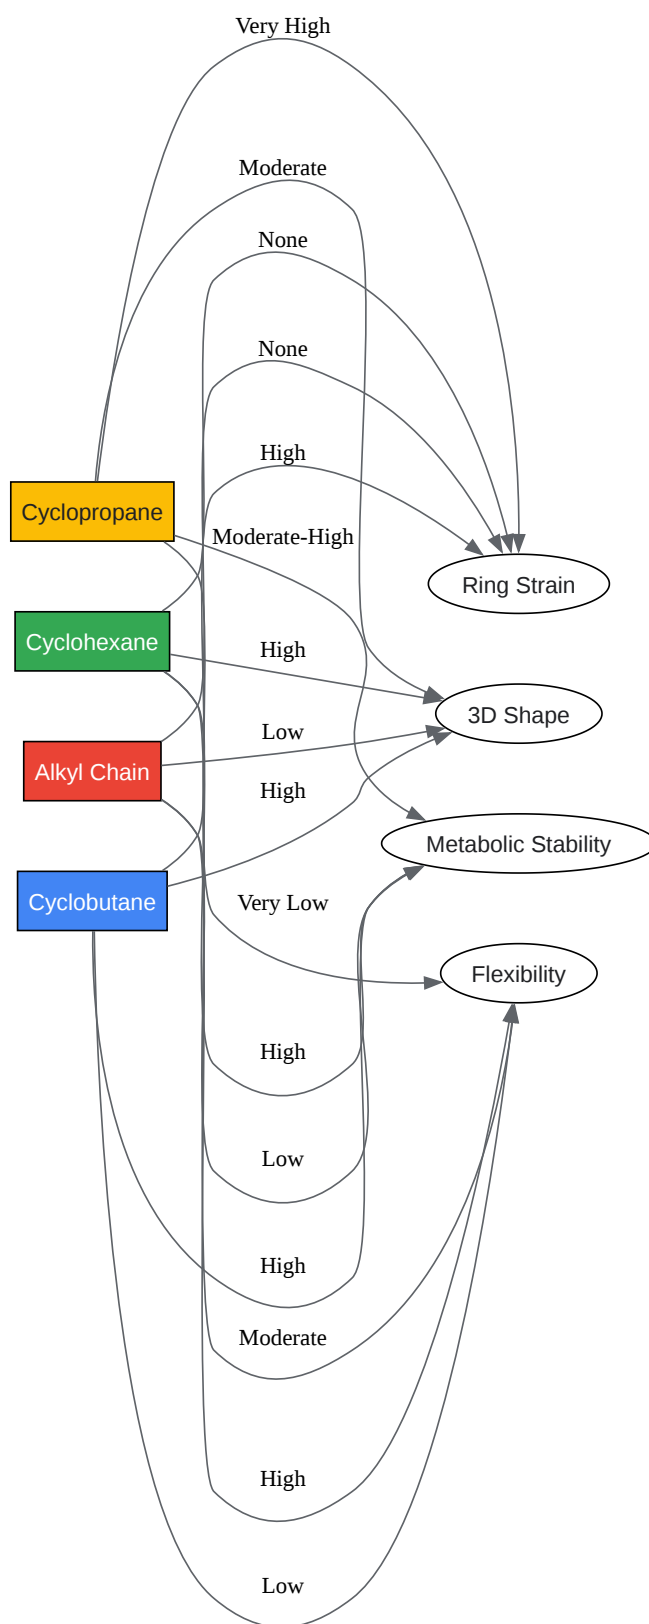 Very High
Moderate
None
None
High
Cyclopropane
Moderate-High
Ring Strain
Cyclohexane
High
3D Shape
Low
Alkyl Chain
High
Metabolic Stability
Cyclobutane
Very Low
Flexibility
High
Low
High
Moderate
High
Low